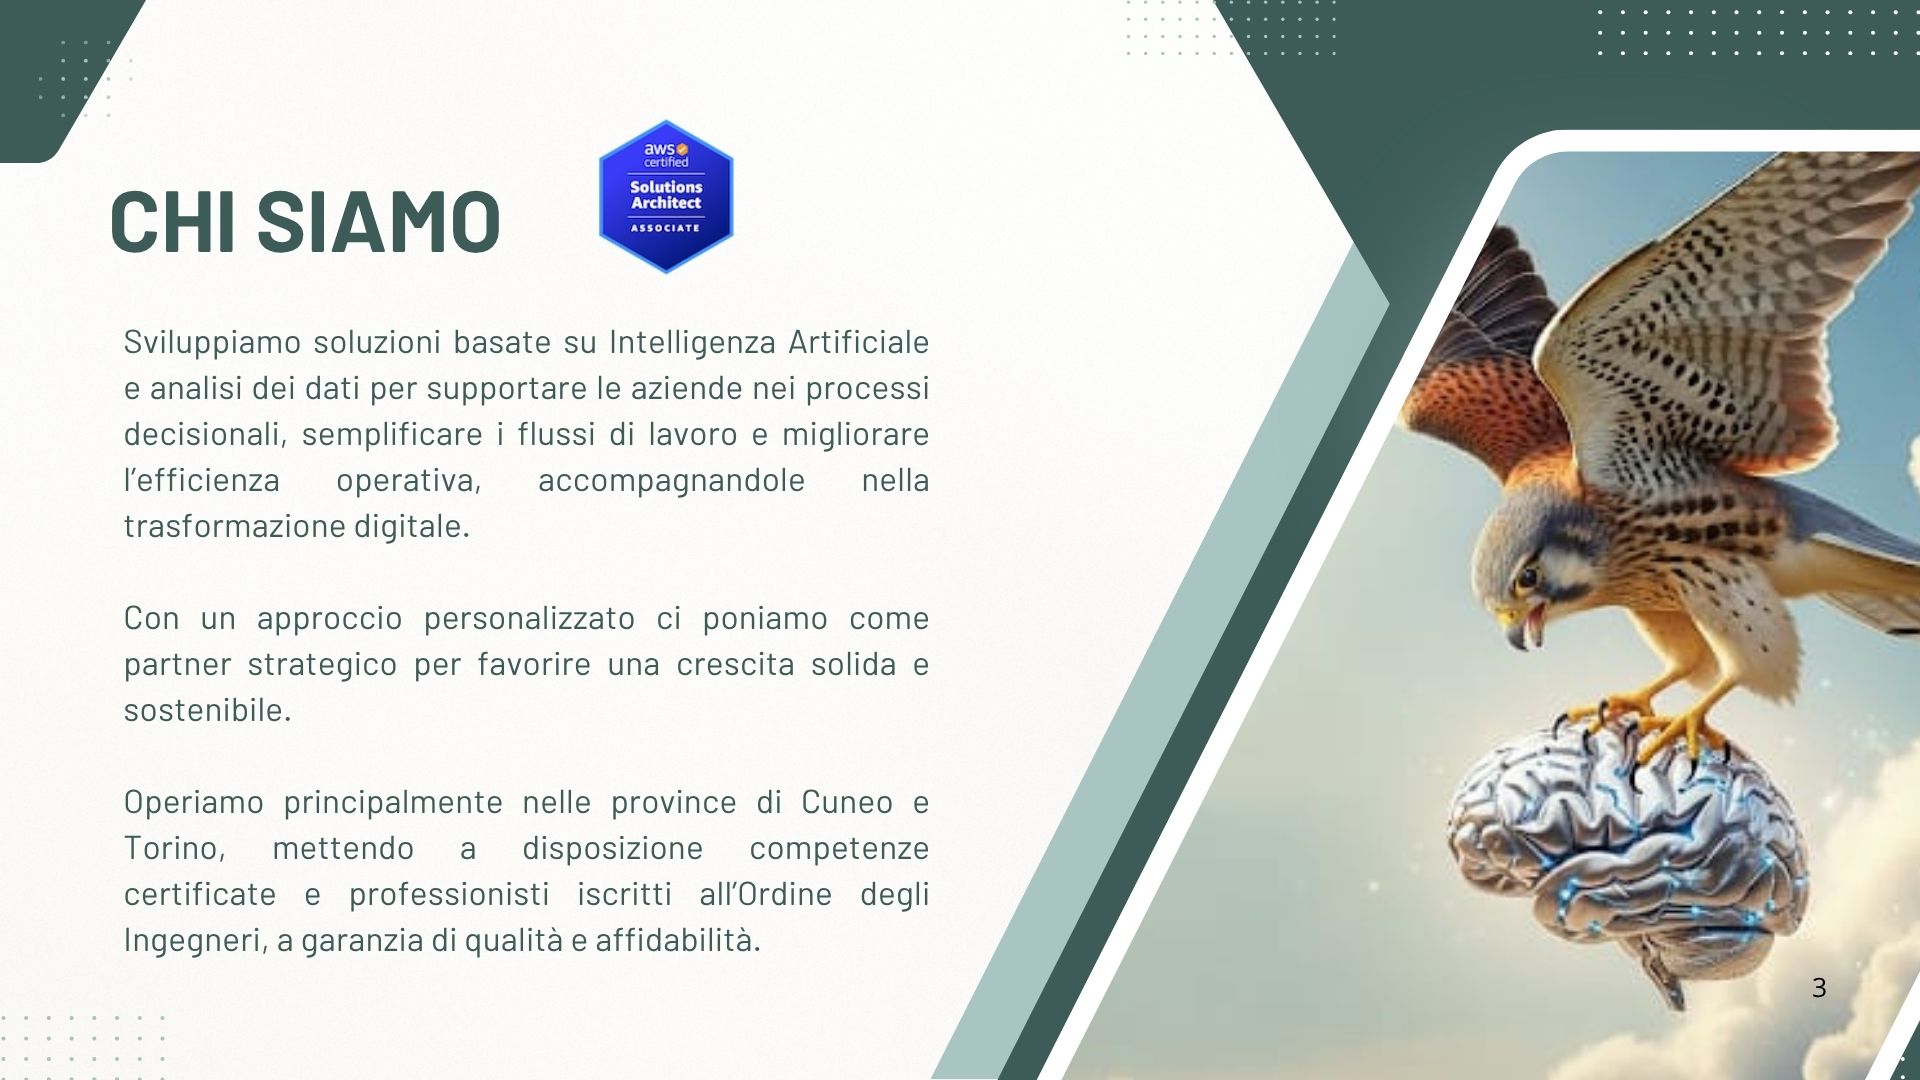 CHI SIAMO
aws
certified
Solutions
Architect
ASSOCIATE
Sviluppiamo soluzioni basate su Intelligenza Artificiale
e analisi dei dati per supportare le aziende nei processi
decisionali, semplificare i flussi di lavoro e migliorare
l’efficienza operativa, accompagnandole nella
trasformazione digitale.
Con un approccio personalizzato ci poniamo come
partner strategico per favorire una crescita solida e
sostenibile.
Operiamo principalmente nelle province di Cuneo e
Torino, mettendo a disposizione competenze
certificate e professionisti iscritti all’Ordine degli
Ingegneri, a garanzia di qualità e affidabilità.
3